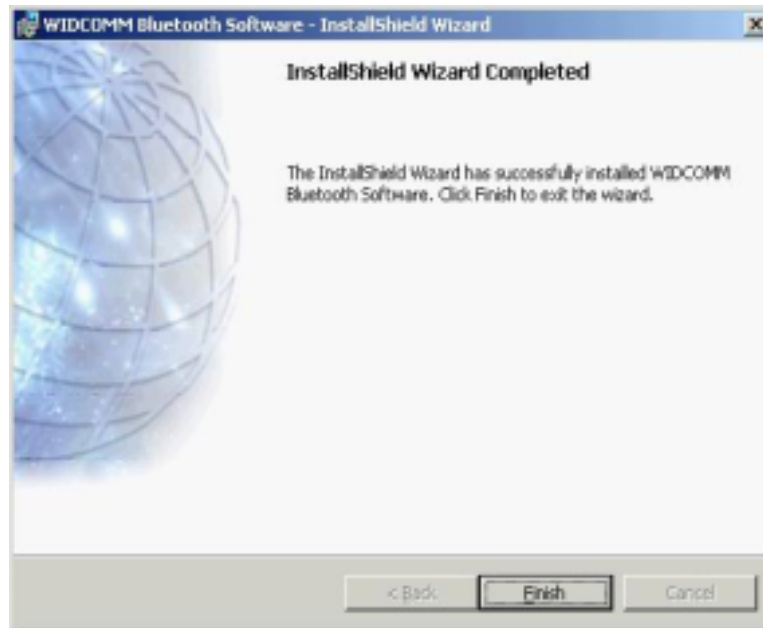 WIDCOMM Bluetooth Software - InstallShield Wizard
InstallShield Wizard Completed
The InstallShield Wizard has successfully installed WIDCOMM
Bluetooth Software. Click Finish to exit the wizard.
< Back
Finish
Cancel